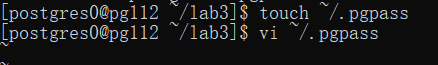 [postgres0@pg112 ~/lab3]$ touch ~/.pgpass
[postgres0@pg112 ~/lab3]$ vi ~/.pgpass
~
~